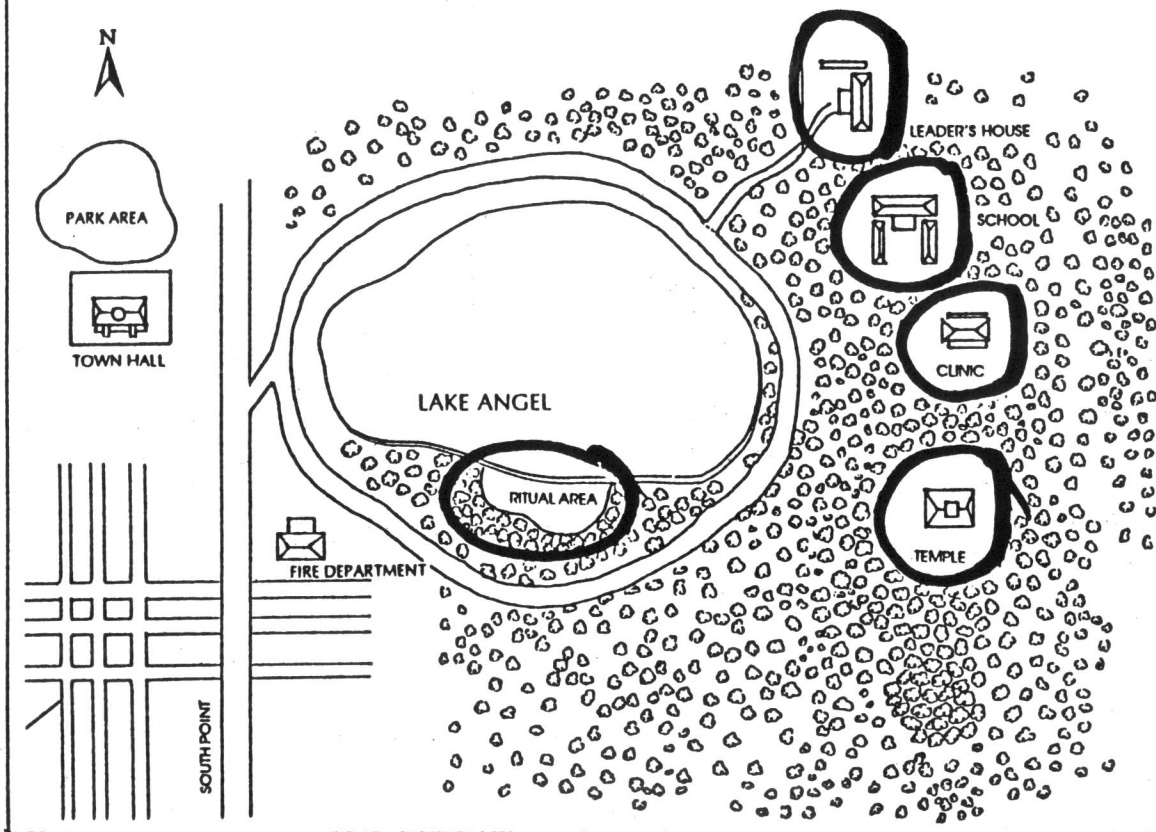 N
LEADER'S HOUSE
PARK AREA
SCHOOL
TOWN HALL
CLINIC
LAKE ANGEL
RITUAL AREA
TEMPLE
FIRE DEPARTMENT
SOUTH POINT